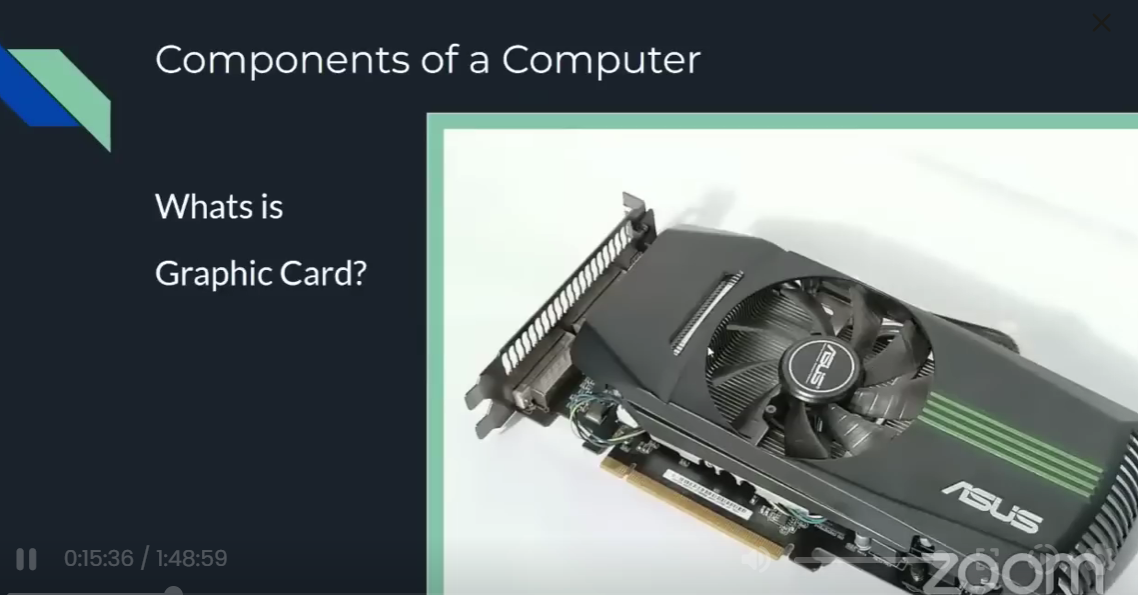 Components of a Computer
Whats is
Graphic Card?
ASUS
ASUS
0:15:36 / 1:48:59
zoom